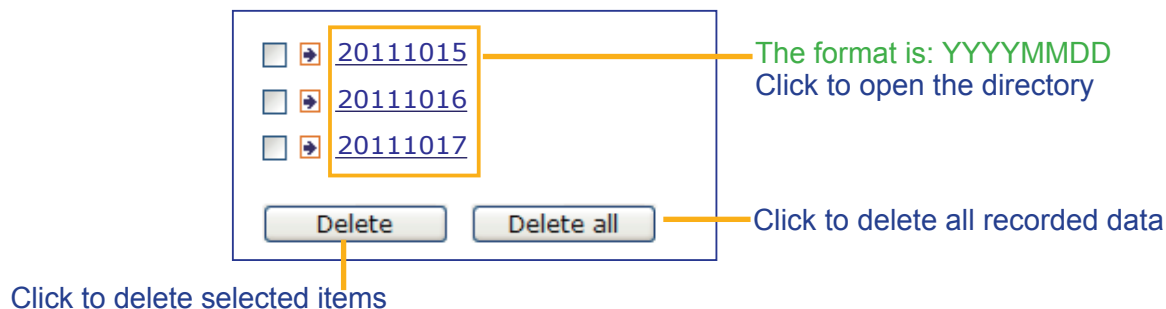 20111015
20111016
20111017
The format is: YYYYMMDD
Click to open the directory
Delete
Delete all
Click to delete all recorded data
Click to delete selected items